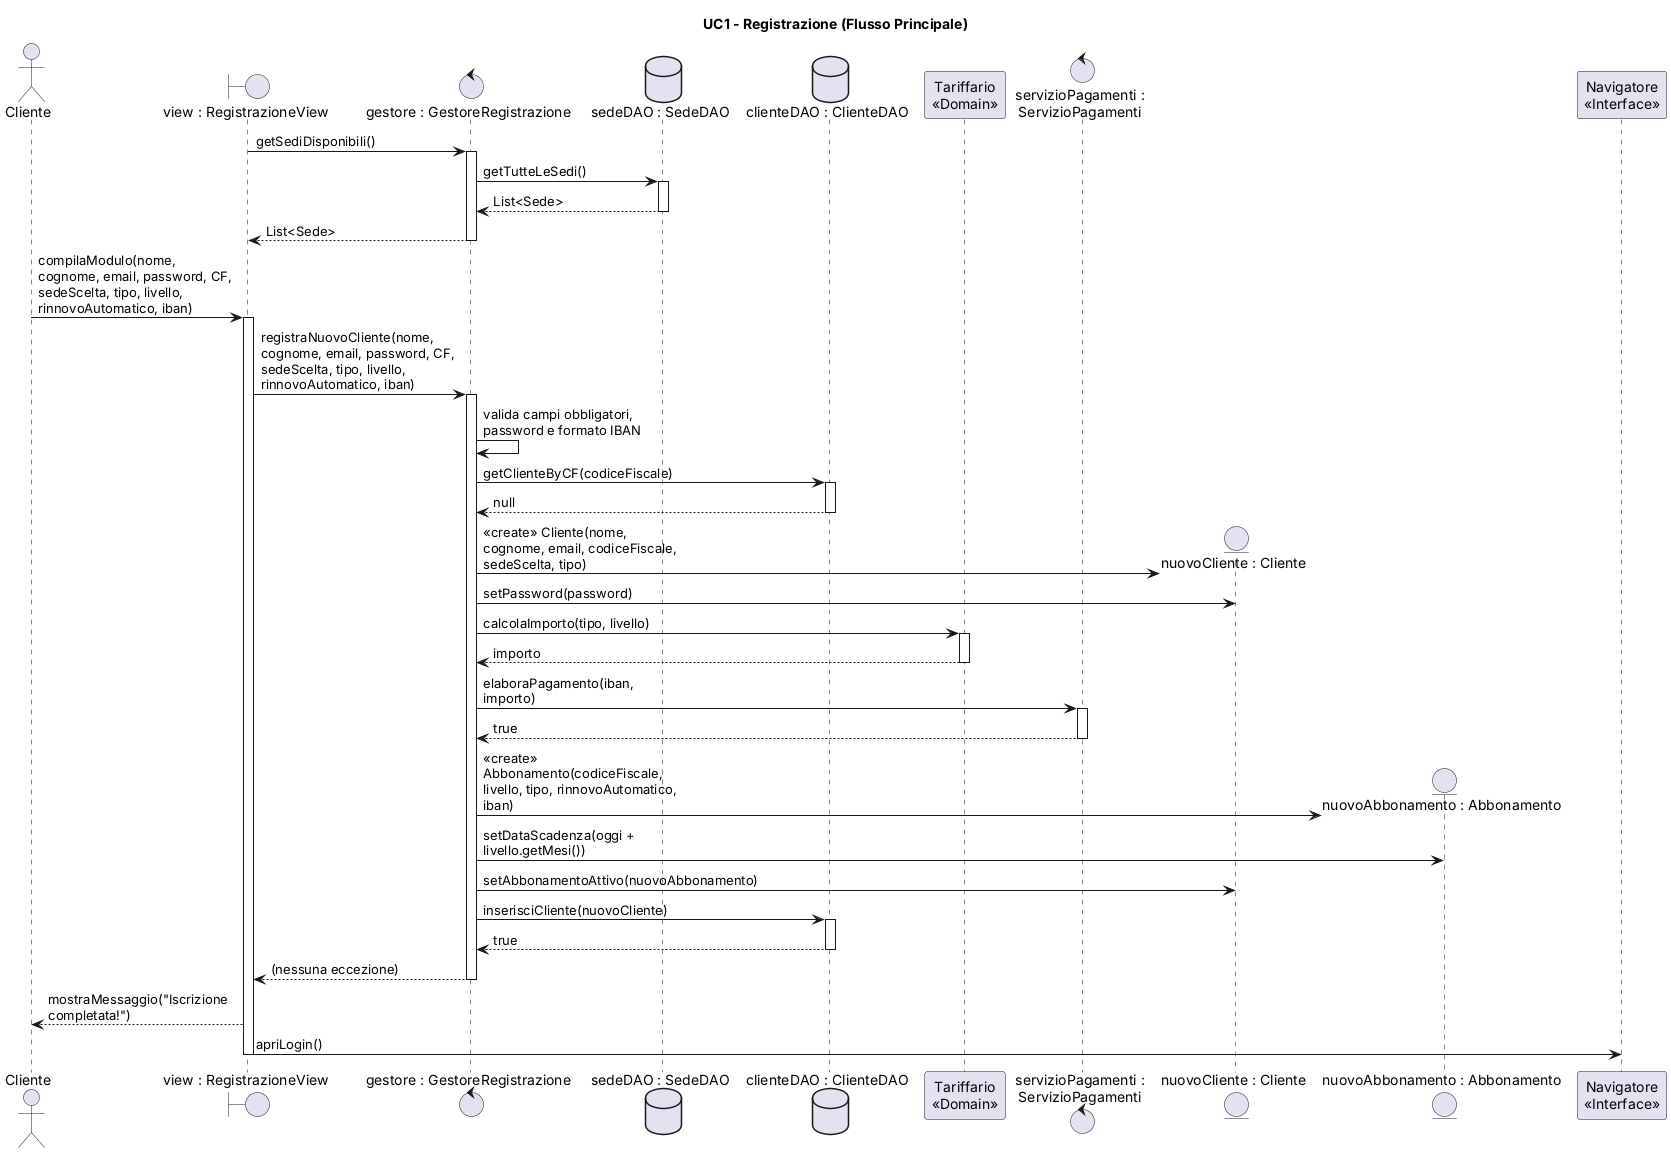 UC1 - Registrazione (Flusso Principale)
Cliente
view : RegistrazioneView
gestore : GestoreRegistrazione
sedeDAO : SedeDAO
clienteDAO : ClienteDAO
Tariffario
«Domain»
servizioPagamenti :
ServizioPagamenti
Navigatore
«Interface»
getSediDisponibili()
getTutteLeSedi()
List<Sede>
List<Sede>
compilaModulo(nome,
cognome, email, password, CF,
sedeScelta, tipo, livello,
rinnovoAutomatico, iban)
registraNuovoCliente(nome,
cognome, email, password, CF,
sedeScelta, tipo, livello,
rinnovoAutomatico, iban)
valida campi obbligatori,
password e formato IBAN
getClienteByCF(codiceFiscale)
null
«create» Cliente(nome,
cognome, email, codiceFiscale,
sedeScelta, tipo)
nuovoCliente : Cliente
setPassword(password)
calcolaImporto(tipo, livello)
importo
elaboraPagamento(iban,
importo)
true
«create»
Abbonamento(codiceFiscale,
livello, tipo, rinnovoAutomatico,
iban)
nuovoAbbonamento : Abbonamento
setDataScadenza(oggi +
livello.getMesi())
setAbbonamentoAttivo(nuovoAbbonamento)
inserisciCliente(nuovoCliente)
true
(nessuna eccezione)
mostraMessaggio("Iscrizione
completata!")
apriLogin()
Cliente
view : RegistrazioneView
gestore : GestoreRegistrazione
sedeDAO : SedeDAO
clienteDAO : ClienteDAO
Tariffario
«Domain»
servizioPagamenti :
ServizioPagamenti
nuovoCliente : Cliente
nuovoAbbonamento : Abbonamento
Navigatore
«Interface»